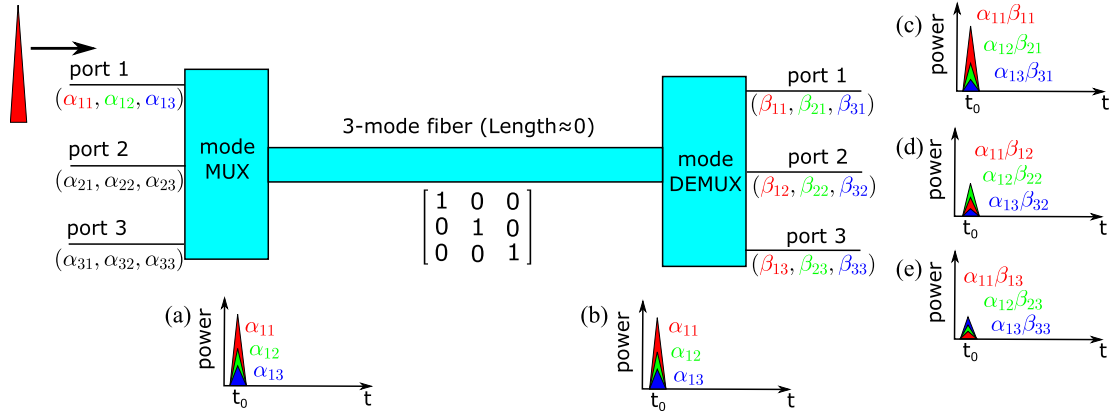 port 1
(α₁₁, α₁₂, α₁₃)
port 2
(α₂₁, α₂₂, α₂₃)
port 3
(α₃₁, α₃₂, α₃₃)
mode
MUX
3-mode fiber (Length≈0)
1 0 0
0 1 0
0 0 1
mode
DEMUX
port 1
(β₁₁, β₂₁, β₃₁)
port 2
(β₁₂, β₂₂, β₃₂)
port 3
(β₁₃, β₂₃, β₃₃)
(a)
power
α₁₁
α₁₂
α₁₃
t₀
t
(b)
power
α₁₁
α₁₂
α₁₃
t₀
t
(c)
power
α₁₁β₁₁
α₁₂β₂₁
α₁₃β₃₁
t₀
t
(d)
power
α₁₁β₁₂
α₁₂β₂₂
α₁₃β₃₂
t₀
t
(e)
power
α₁₁β₁₃
α₁₂β₂₃
α₁₃β₃₃
t₀
t